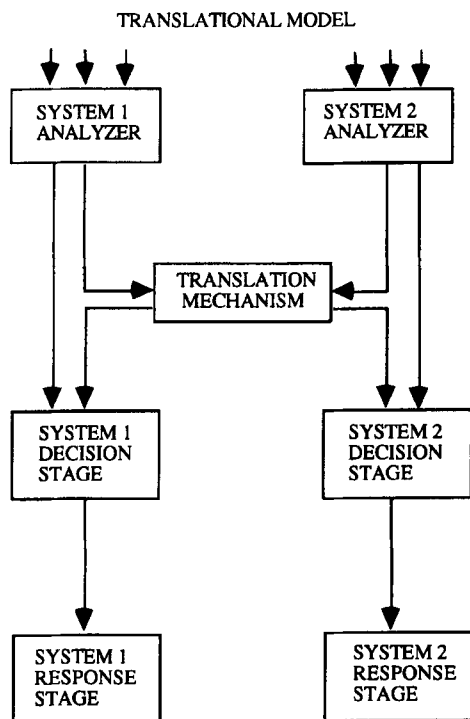 TRANSLATIONAL MODEL
SYSTEM 1
ANALYZER
SYSTEM 2
ANALYZER
TRANSLATION
MECHANISM
SYSTEM 1
DECISION
STAGE
SYSTEM 2
DECISION
STAGE
SYSTEM 1
RESPONSE
STAGE
SYSTEM 2
RESPONSE
STAGE